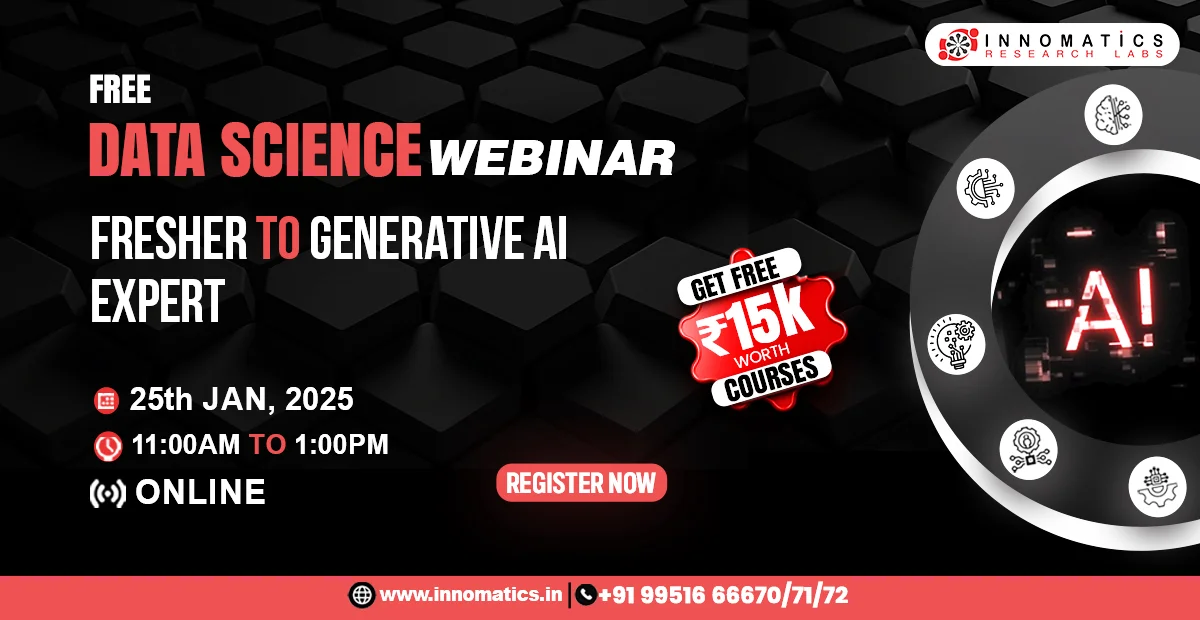 INNOMATICS
RESEARCH LABS
FREE
DATA SCIENCE WEBINAR
FRESHER TO GENERATIVE AI
EXPERT
GET FREE
₹15k
WORTH
COURSES
AI
25th JAN, 2025
11:00AM TO 1:00PM
ONLINE
REGISTER NOW
www.innomatics.in | +91 99516 66670/71/72